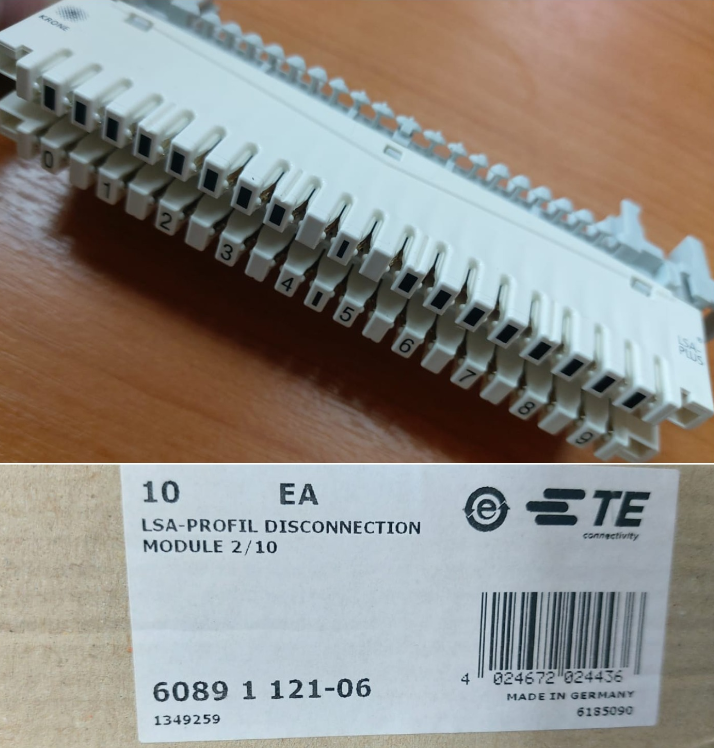 KRONE
0
1
2
3
4
5
6
7
8
9
LSA-
PLUS
10 EA
LSA-PROFIL DISCONNECTION
MODULE 2/10
e
TE
connectivity
6089 1 121-06
1349259
4 024672 024436
MADE IN GERMANY
6185090